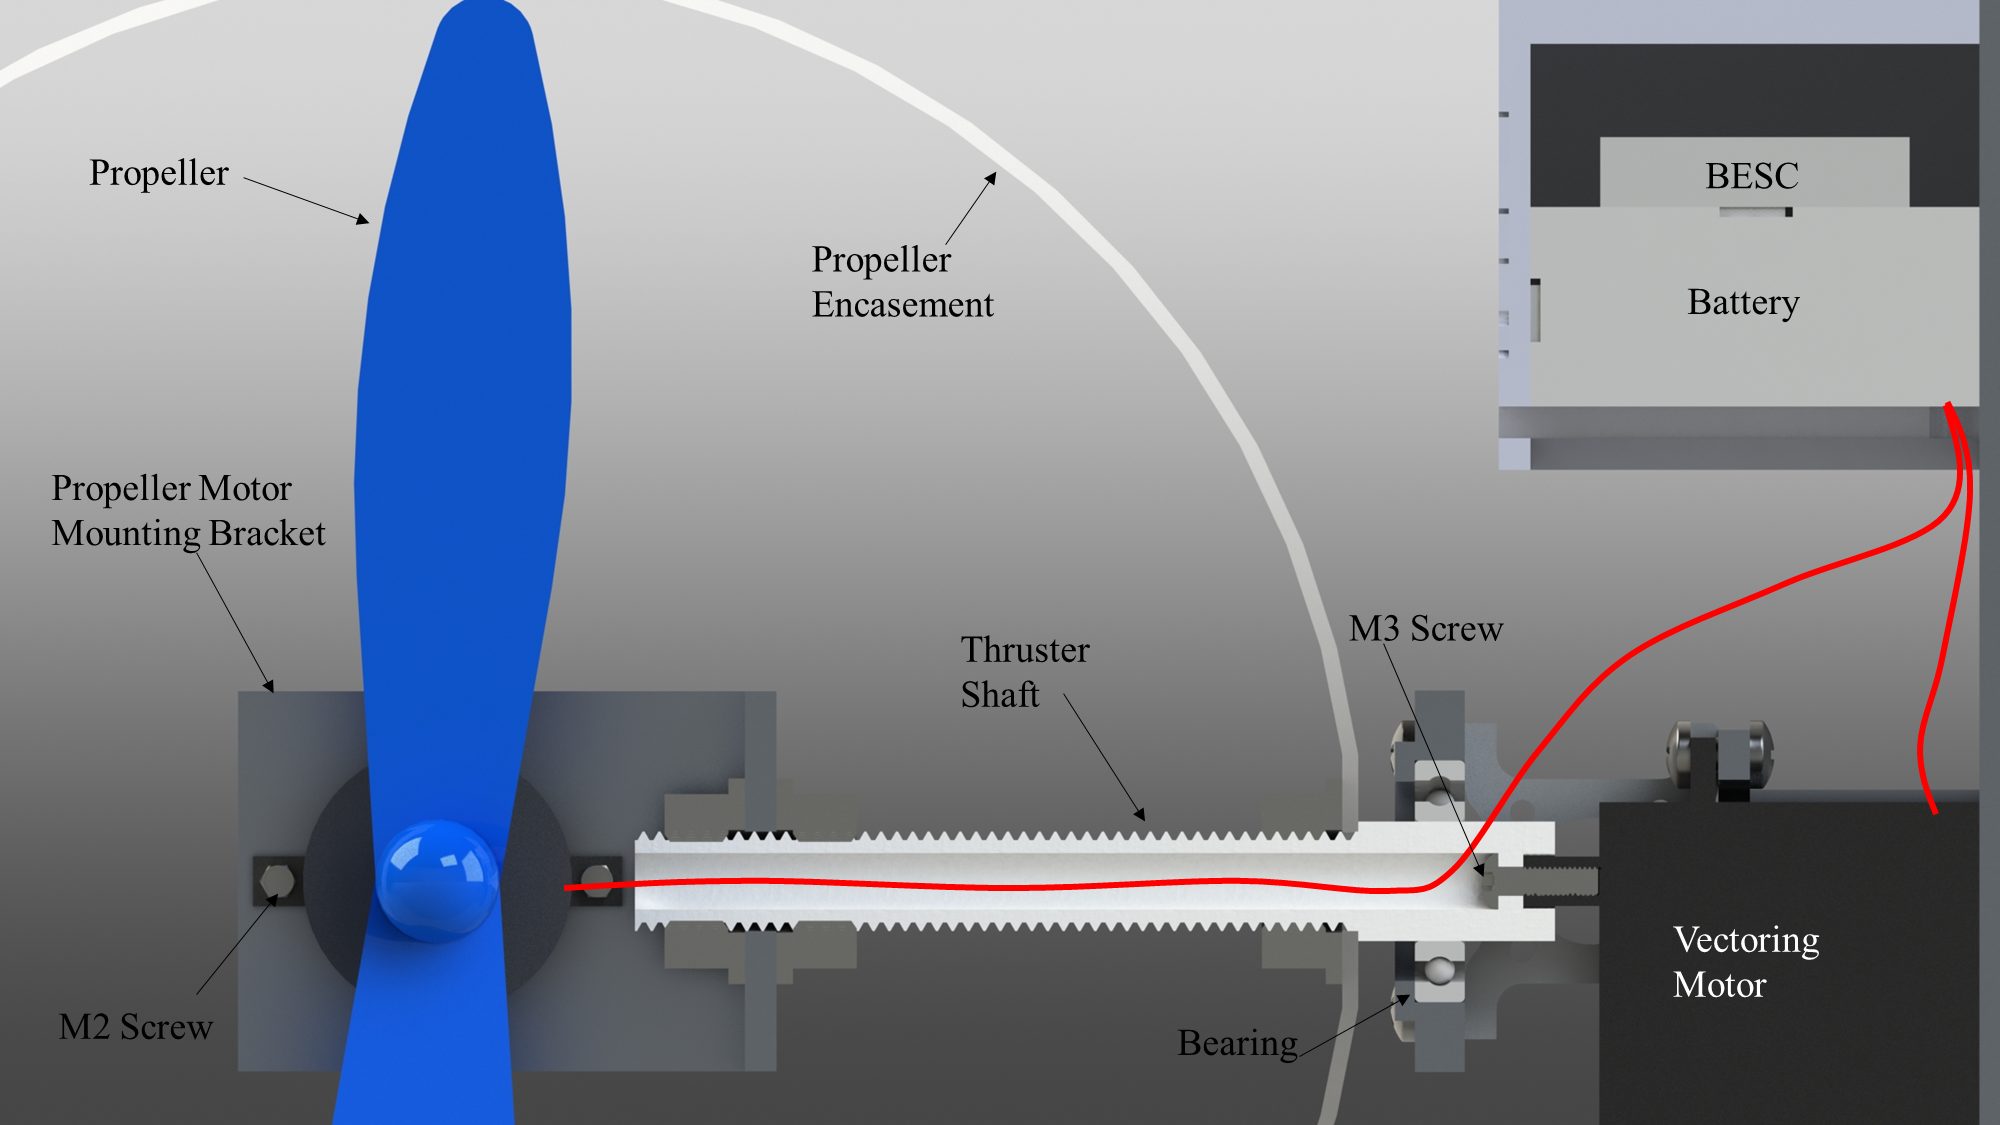 BESC
Propeller
Propeller
Encasement
Battery
Propeller Motor
Mounting Bracket
Thruster
Shaft
M3 Screw
Vectoring
Motor
M2 Screw
Bearing